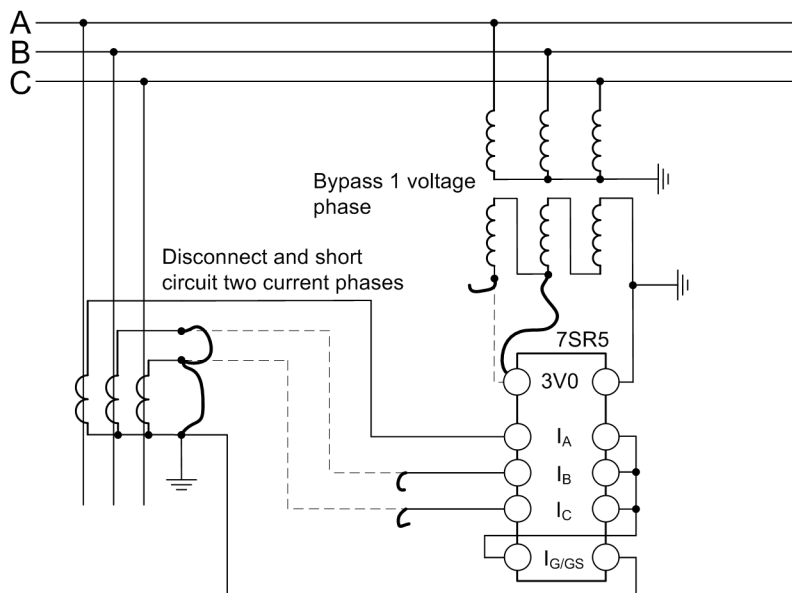 A
B
C
Bypass 1 voltage
phase
Disconnect and short
circuit two current phases
7SR5
3V0
IA
IB
IC
IG/GS